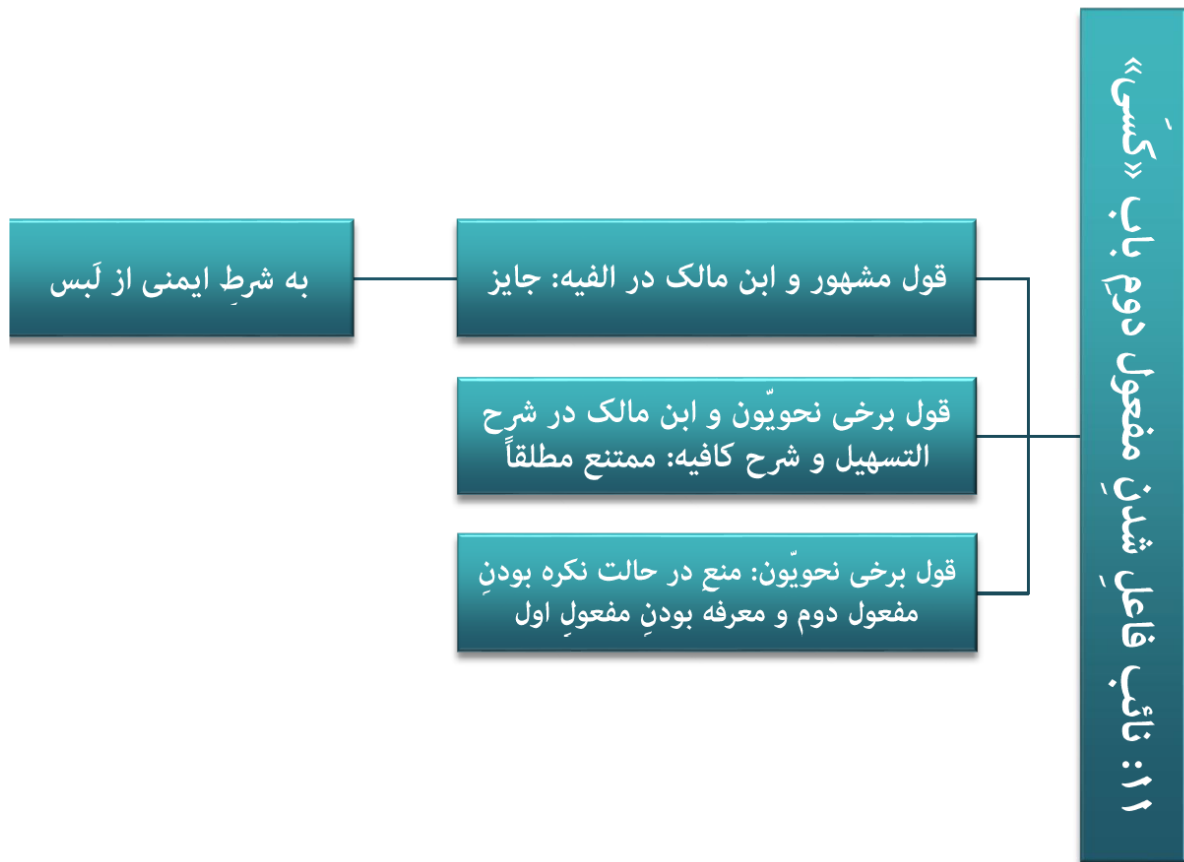 ۱۱: نائب فاعلِ شدنِ مفعول دومِ باب «کسَی»
قول مشهور و ابن مالک در الفیه: جایز
به شرطِ ایمنی از لَبس
قول برخی نحویّون و ابن مالک در شرح
التسهیل و شرح کافیه: ممتنع مطلقاً
قول برخی نحویّون: منعِ در حالت نکره بودنِ
مفعول دوم و معرفه بودنِ مفعولِ اول